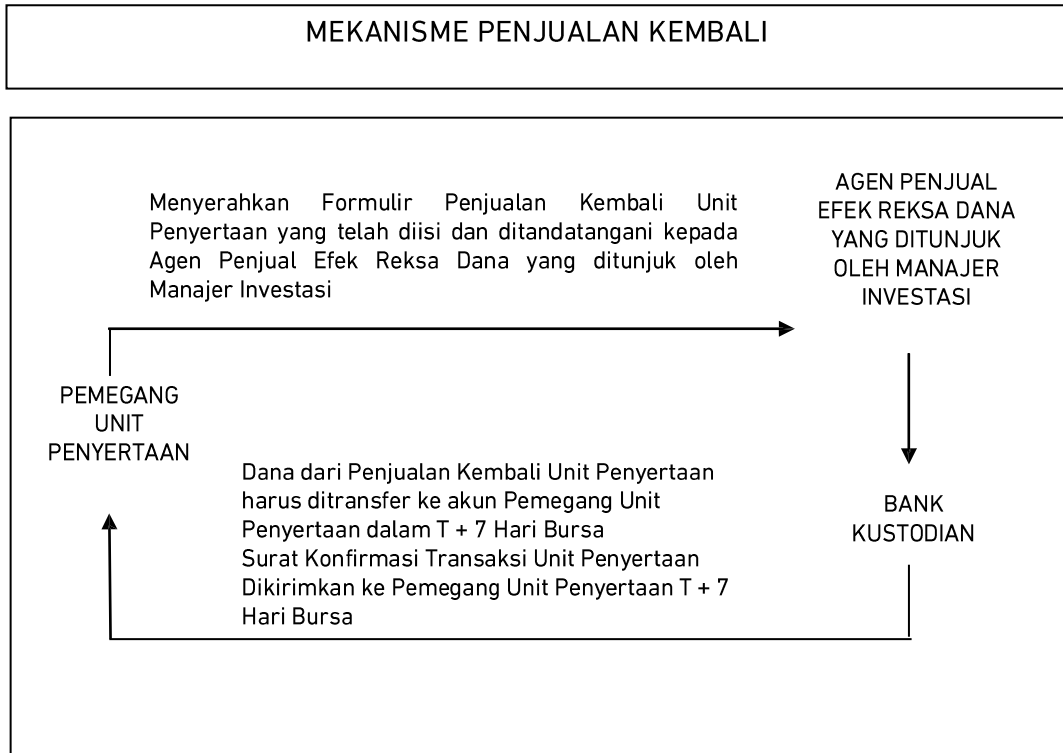 MEKANISME PENJUALAN KEMBALI
Menyerahkan Formulir Penjualan Kembali Unit
Penyertaan yang telah diisi dan ditandatangani kepada
Agen Penjual Efek Reksa Dana yang ditunjuk oleh
Manajer Investasi
AGEN PENJUAL
EFEK REKSA DANA
YANG DITUNJUK
OLEH MANAJER
INVESTASI
PEMEGANG
UNIT
PENYERTAAN
Dana dari Penjualan Kembali Unit Penyertaan
harus ditransfer ke akun Pemegang Unit
Penyertaan dalam T + 7 Hari Bursa
Surat Konfirmasi Transaksi Unit Penyertaan
Dikirimkan ke Pemegang Unit Penyertaan T + 7
Hari Bursa
BANK
KUSTODIAN